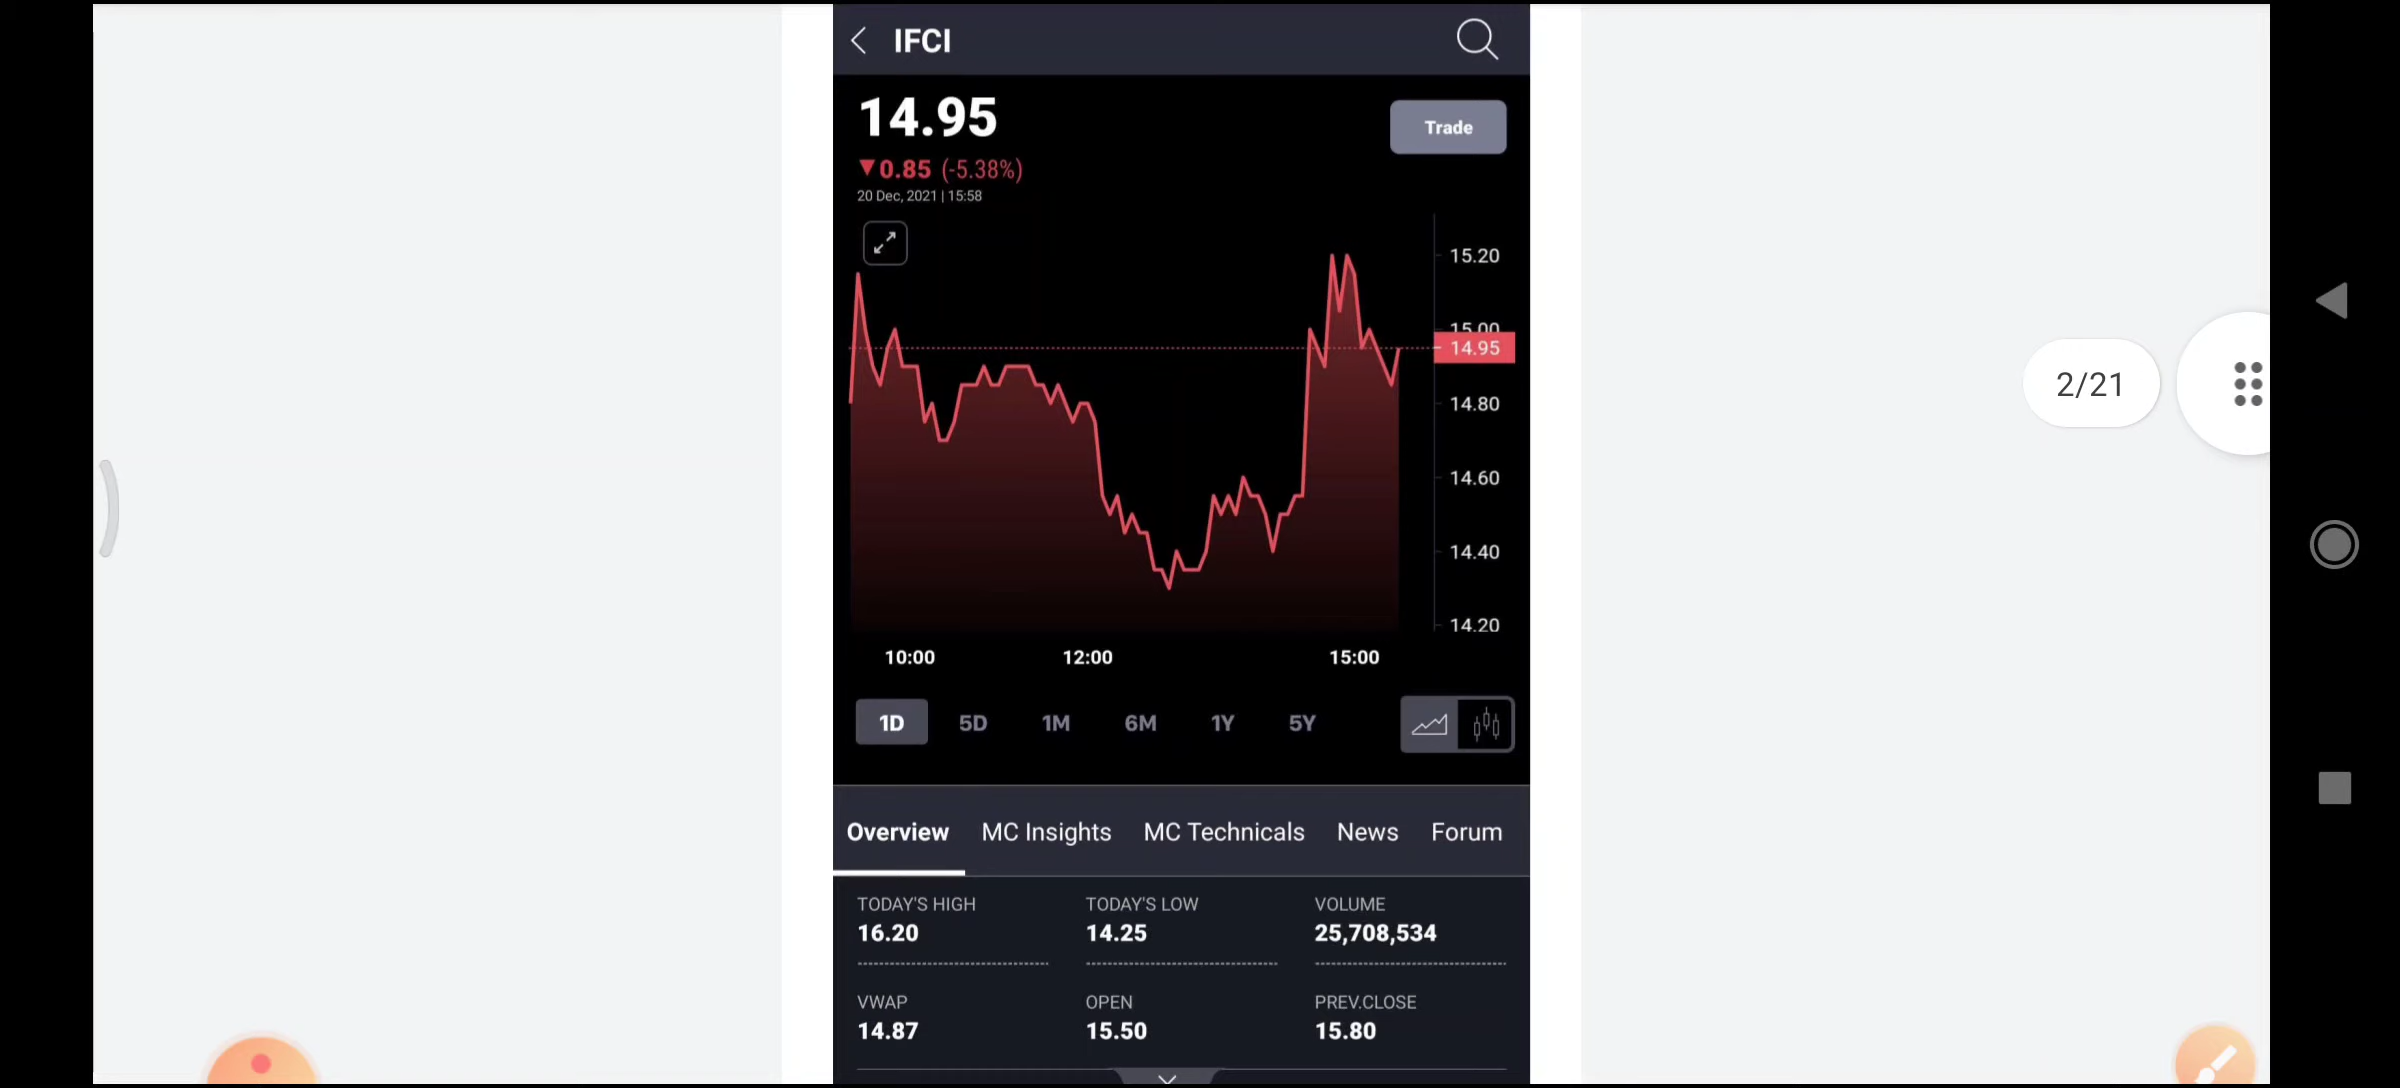 IFCI
14.95
Trade
▼0.85 (-5.38%)
20 Dec, 2021 | 15:58
15.20
15.00
14.95
14.80
14.60
14.40
14.20
10:00 12:00 15:00
1D 5D 1M 6M 1Y 5Y
Overview MC Insights MC Technicals News Forum
TODAY'S HIGH TODAY'S LOW VOLUME
16.20 14.25 25,708,534
VWAP OPEN PREV.CLOSE
14.87 15.50 15.80
2/21